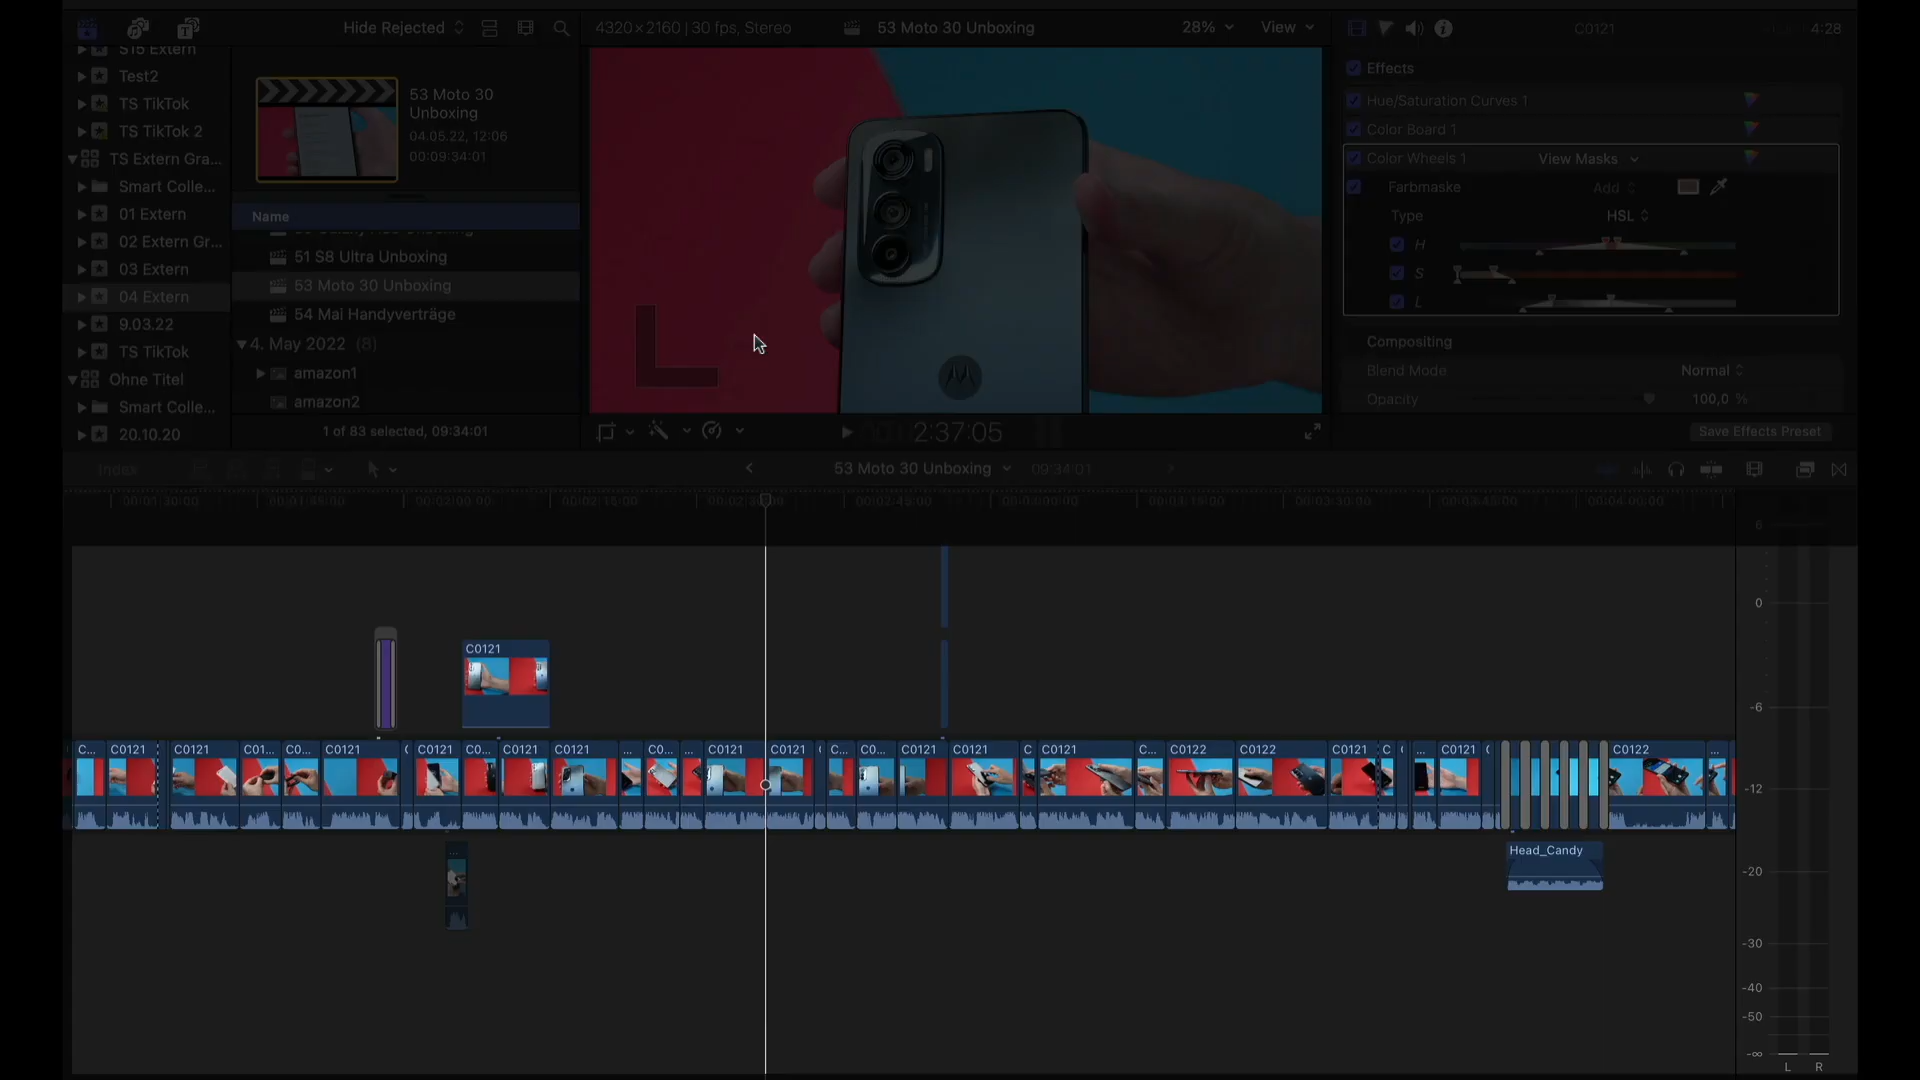 Hide Rejected
4320×2160 | 30 fps, Stereo
53 Moto 30 Unboxing
28%
View
C0121
4:28
S15 Extern
Test2
TS TikTok
TS TikTok 2
TS Extern Gra...
Smart Colle...
01 Extern
02 Extern Gr...
03 Extern
04 Extern
9.03.22
TS TikTok
Ohne Titel
Smart Colle...
20.10.20
53 Moto 30
Unboxing
04.05.22, 12:06
00:09:34:01
Name
51 S8 Ultra Unboxing
53 Moto 30 Unboxing
54 Mai Handyverträge
4. May 2022 (8)
amazon1
amazon2
1 of 83 selected, 09:34:01
2:37:05
Effects
Hue/Saturation Curves 1
Color Board 1
Color Wheels 1
View Masks
Farbmaske
Add
Type
HSL
H
S
L
Compositing
Blend Mode
Normal
Opacity
100,0 %
Save Effects Preset
Index
53 Moto 30 Unboxing
09:34:01
00:01:30:00
00:01:45:00
00:02:00:00
00:02:15:00
00:02:45:00
00:03:00:00
00:03:15:00
00:03:30:00
00:03:45:00
00:04:00:00
C0121
C...
C0121
C0121
C01...
C0...
C0121
C0121
C0...
C0121
C0121
...
C0...
...
C0121
C0121
C...
C0...
C0121
C0121
C
C0121
C...
C0122
C0122
C0121
C
...
C0121
C0122
...
...
Head_Candy
6
0
-6
-12
-20
-30
-40
-50
-∞
L
R